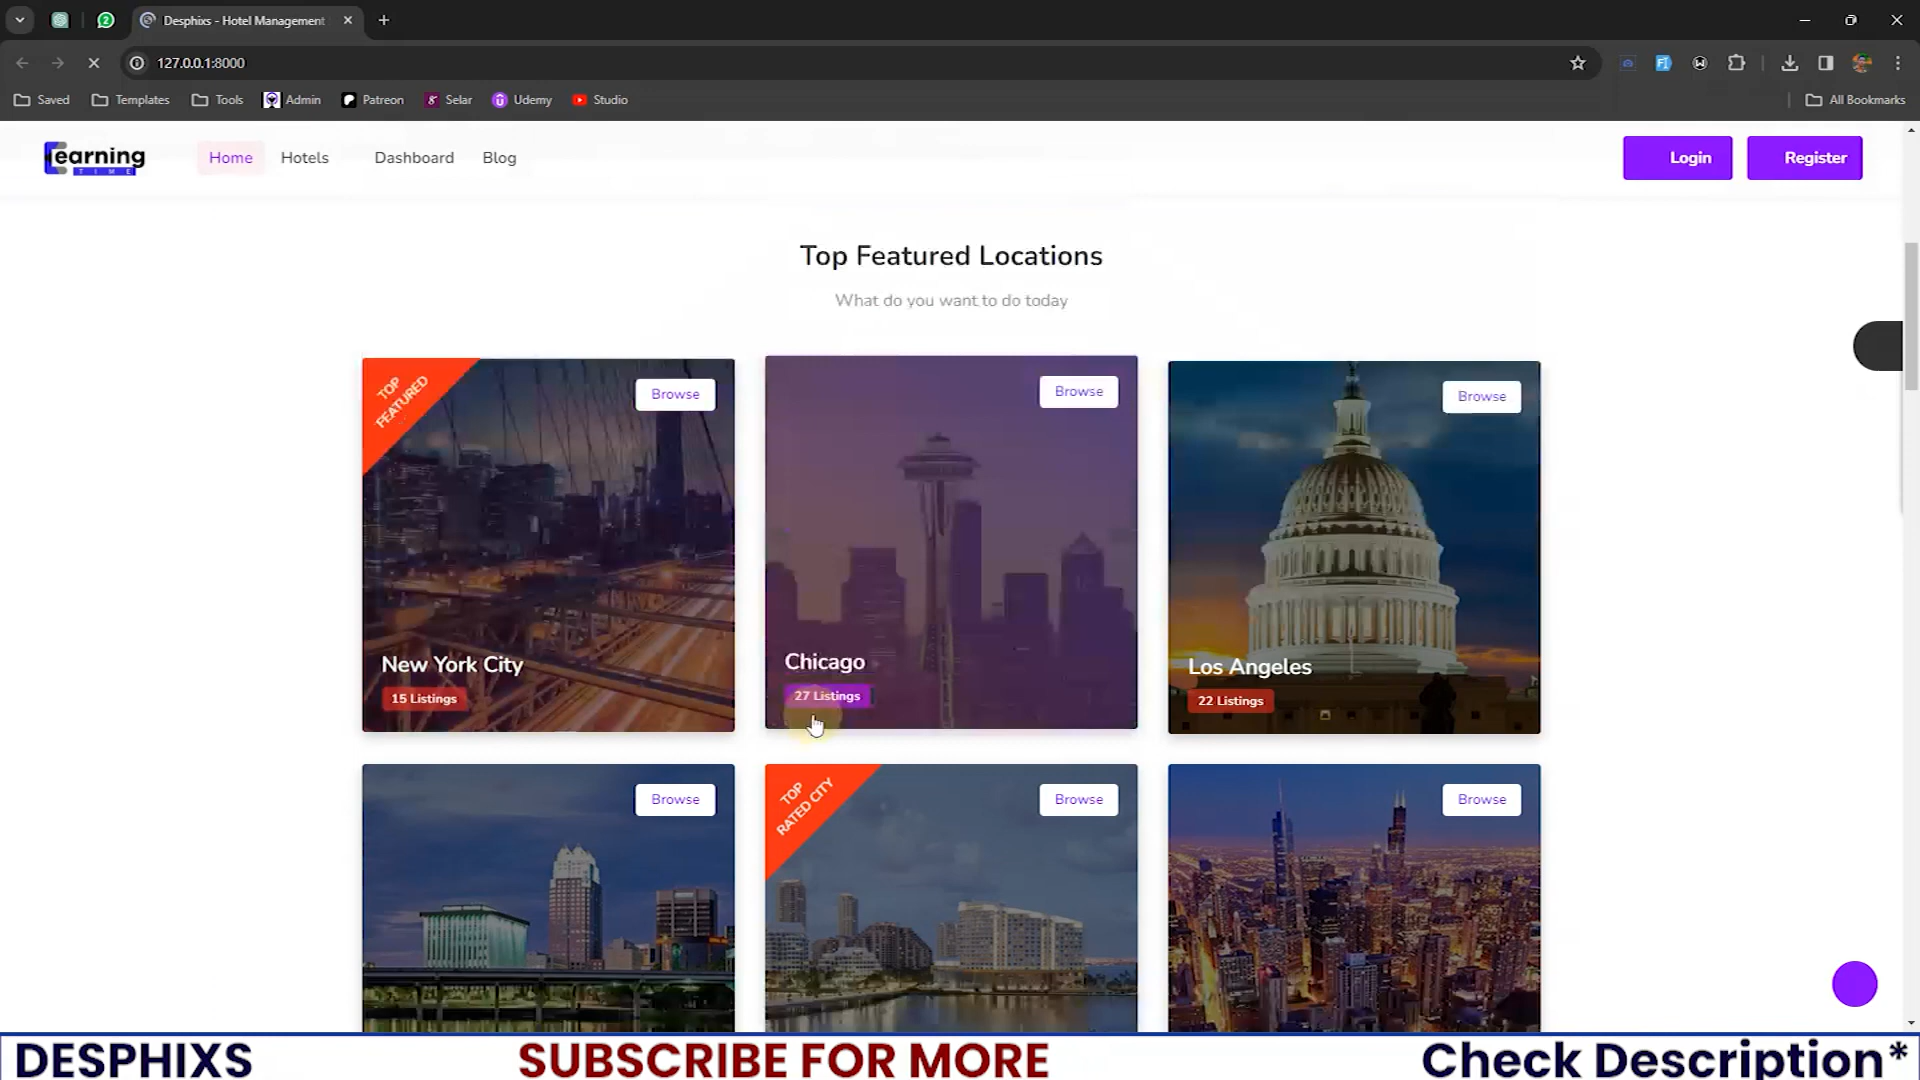 Desphixs - Hotel Management
127.0.0.1:8000
Saved
Templates
Tools
Admin
Patreon
Selar
Udemy
Studio
All Bookmarks
earning
TIME
Home
Hotels
Dashboard
Blog
Login
Register
Top Featured Locations
What do you want to do today
TOP
FEATURED
Browse
New York City
15 Listings
Browse
Chicago
27 Listings
Browse
Los Angeles
22 Listings
Browse
TOP
RATED CITY
Browse
Browse
DESPHIXS
SUBSCRIBE FOR MORE
Check Description*